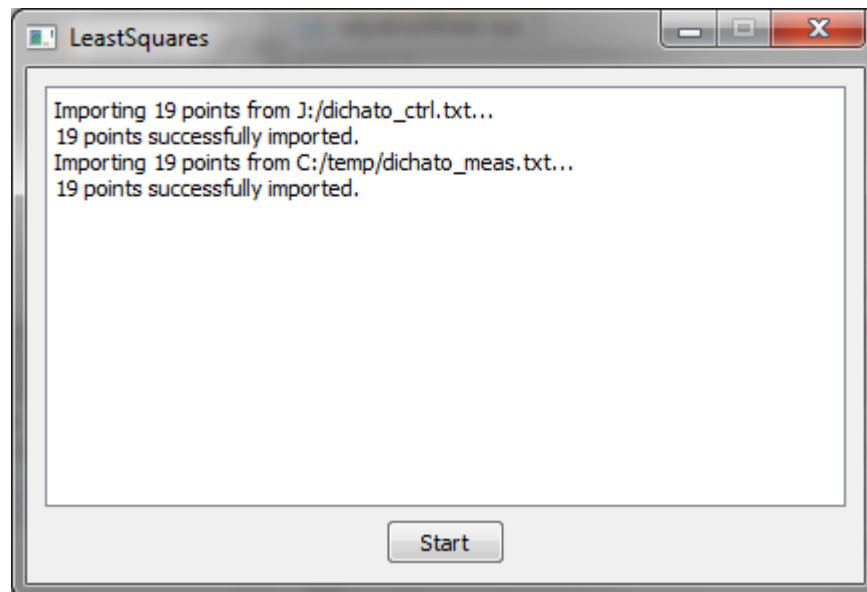 LeastSquares
Importing 19 points from J:/dichato_ctrl.txt...
19 points successfully imported.
Importing 19 points from C:/temp/dichato_meas.txt...
19 points successfully imported.
Start